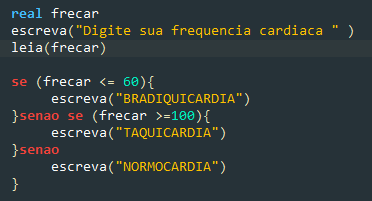 real frecar
escreva("Digite sua frequencia cardiaca " )
leia(frecar)
se (frecar <= 60){
escreva("BRADIQUICARDIA")
}senao se (frecar >=100){
escreva("TAQUICARDIA")
}senao
escreva("NORMOCARDIA")
}